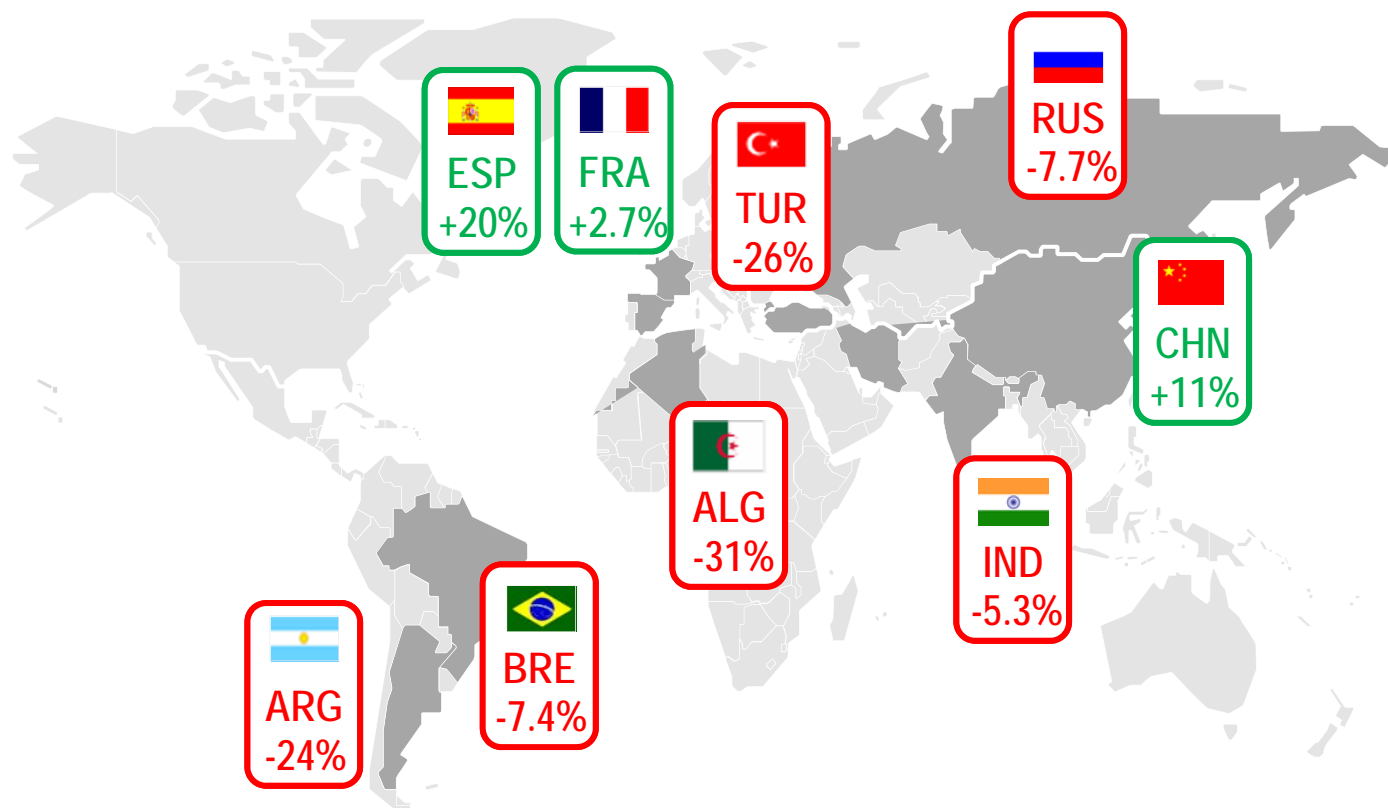 RUS
-7.7%
ESP
+20%
FRA
+2.7%
TUR
-26%
CHN
+11%
ALG
-31%
IND
-5.3%
BRE
-7.4%
ARG
-24%